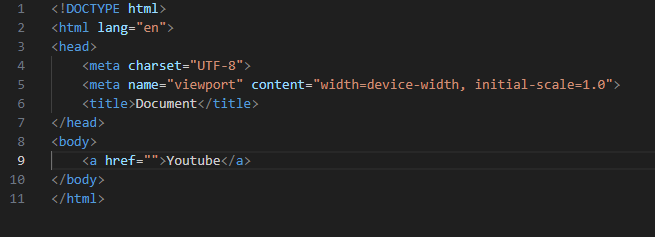 1 <!DOCTYPE html>
2 <html lang="en">
3 <head>
4     <meta charset="UTF-8">
5     <meta name="viewport" content="width=device-width, initial-scale=1.0">
6     <title>Document</title>
7 </head>
8 <body>
9     <a href="">Youtube</a>
10 </body>
11 </html>